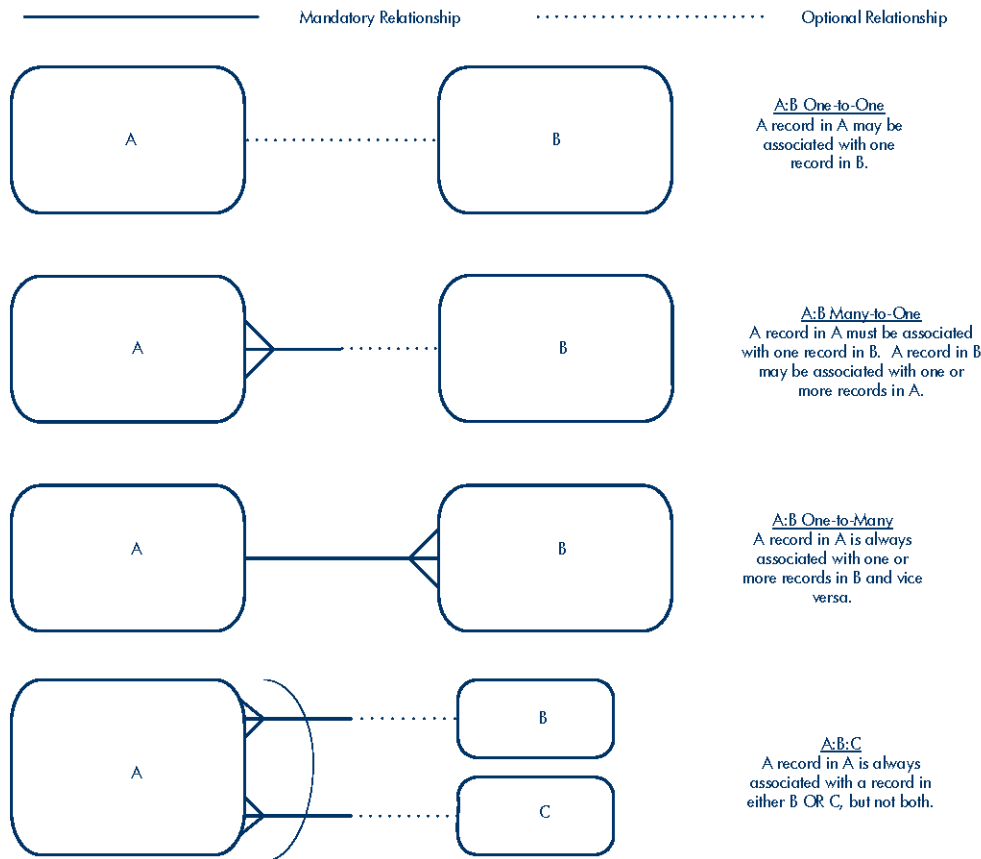 Mandatory Relationship
Optional Relationship
A
B
A:B One-to-One
A record in A may be
associated with one
record in B.
A
B
A:B Many-to-One
A record in A must be associated
with one record in B. A record in B
may be associated with one or
more records in A.
A
B
A:B One-to-Many
A record in A is always
associated with one or
more records in B and vice
versa.
A
B
C
A:B:C
A record in A is always
associated with a record in
either B OR C, but not both.